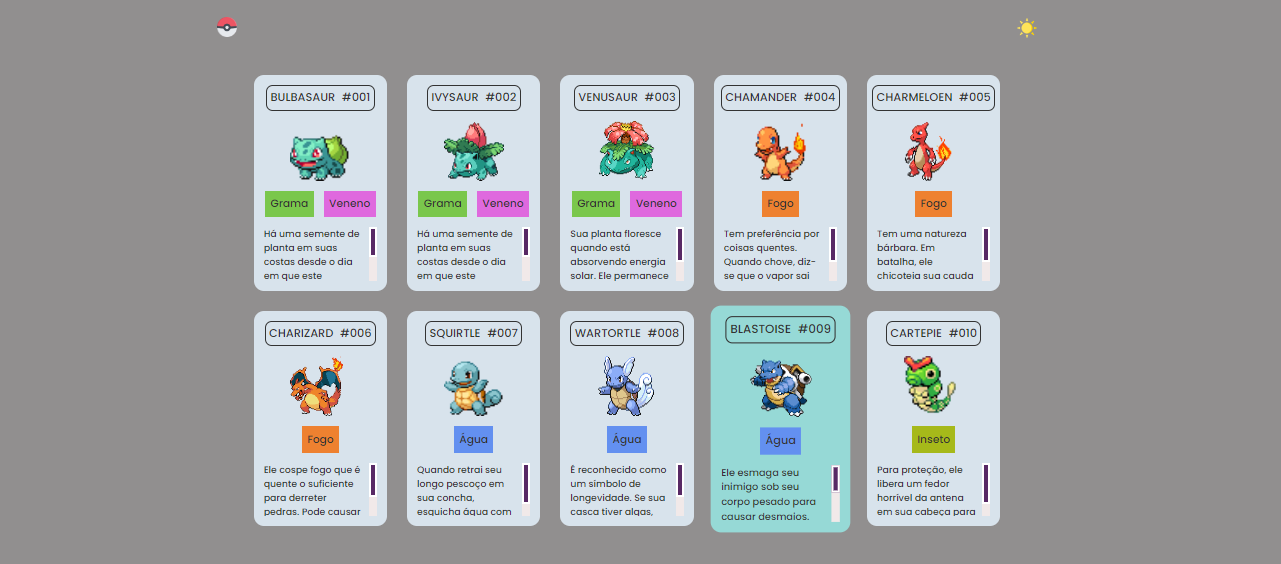 BULBASAUR #001
Grama Veneno
Há uma semente de
planta em suas
costas desde o dia
em que este
IVYSAUR #002
Grama Veneno
Há uma semente de
planta em suas
costas desde o dia
em que este
VENUSAUR #003
Grama Veneno
Sua planta floresce
quando está
absorvendo energia
solar. Ele permanece
CHAMANDER #004
Fogo
Tem preferência por
coisas quentes.
Quando chove, diz-
se que o vapor sai
CHARMELOEN #005
Fogo
Tem uma natureza
bárbara. Em
batalha, ele
chicoteia sua cauda
CHARIZARD #006
Fogo
Ele cospe fogo que é
quente o suficiente
para derreter
pedras. Pode causar
SQUIRTLE #007
Água
Quando retrai seu
longo pescoço em
sua concha,
esguicha água com
WARTORTLE #008
Água
É reconhecido como
um símbolo de
longevidade. Se sua
casca tiver algas,
BLASTOISE #009
Água
Ele esmaga seu
inimigo sob seu
corpo pesado para
causar desmaios.
CARTEPIE #010
Inseto
Para proteção, ele
libera um fedor
horrível da antena
em sua cabeça para